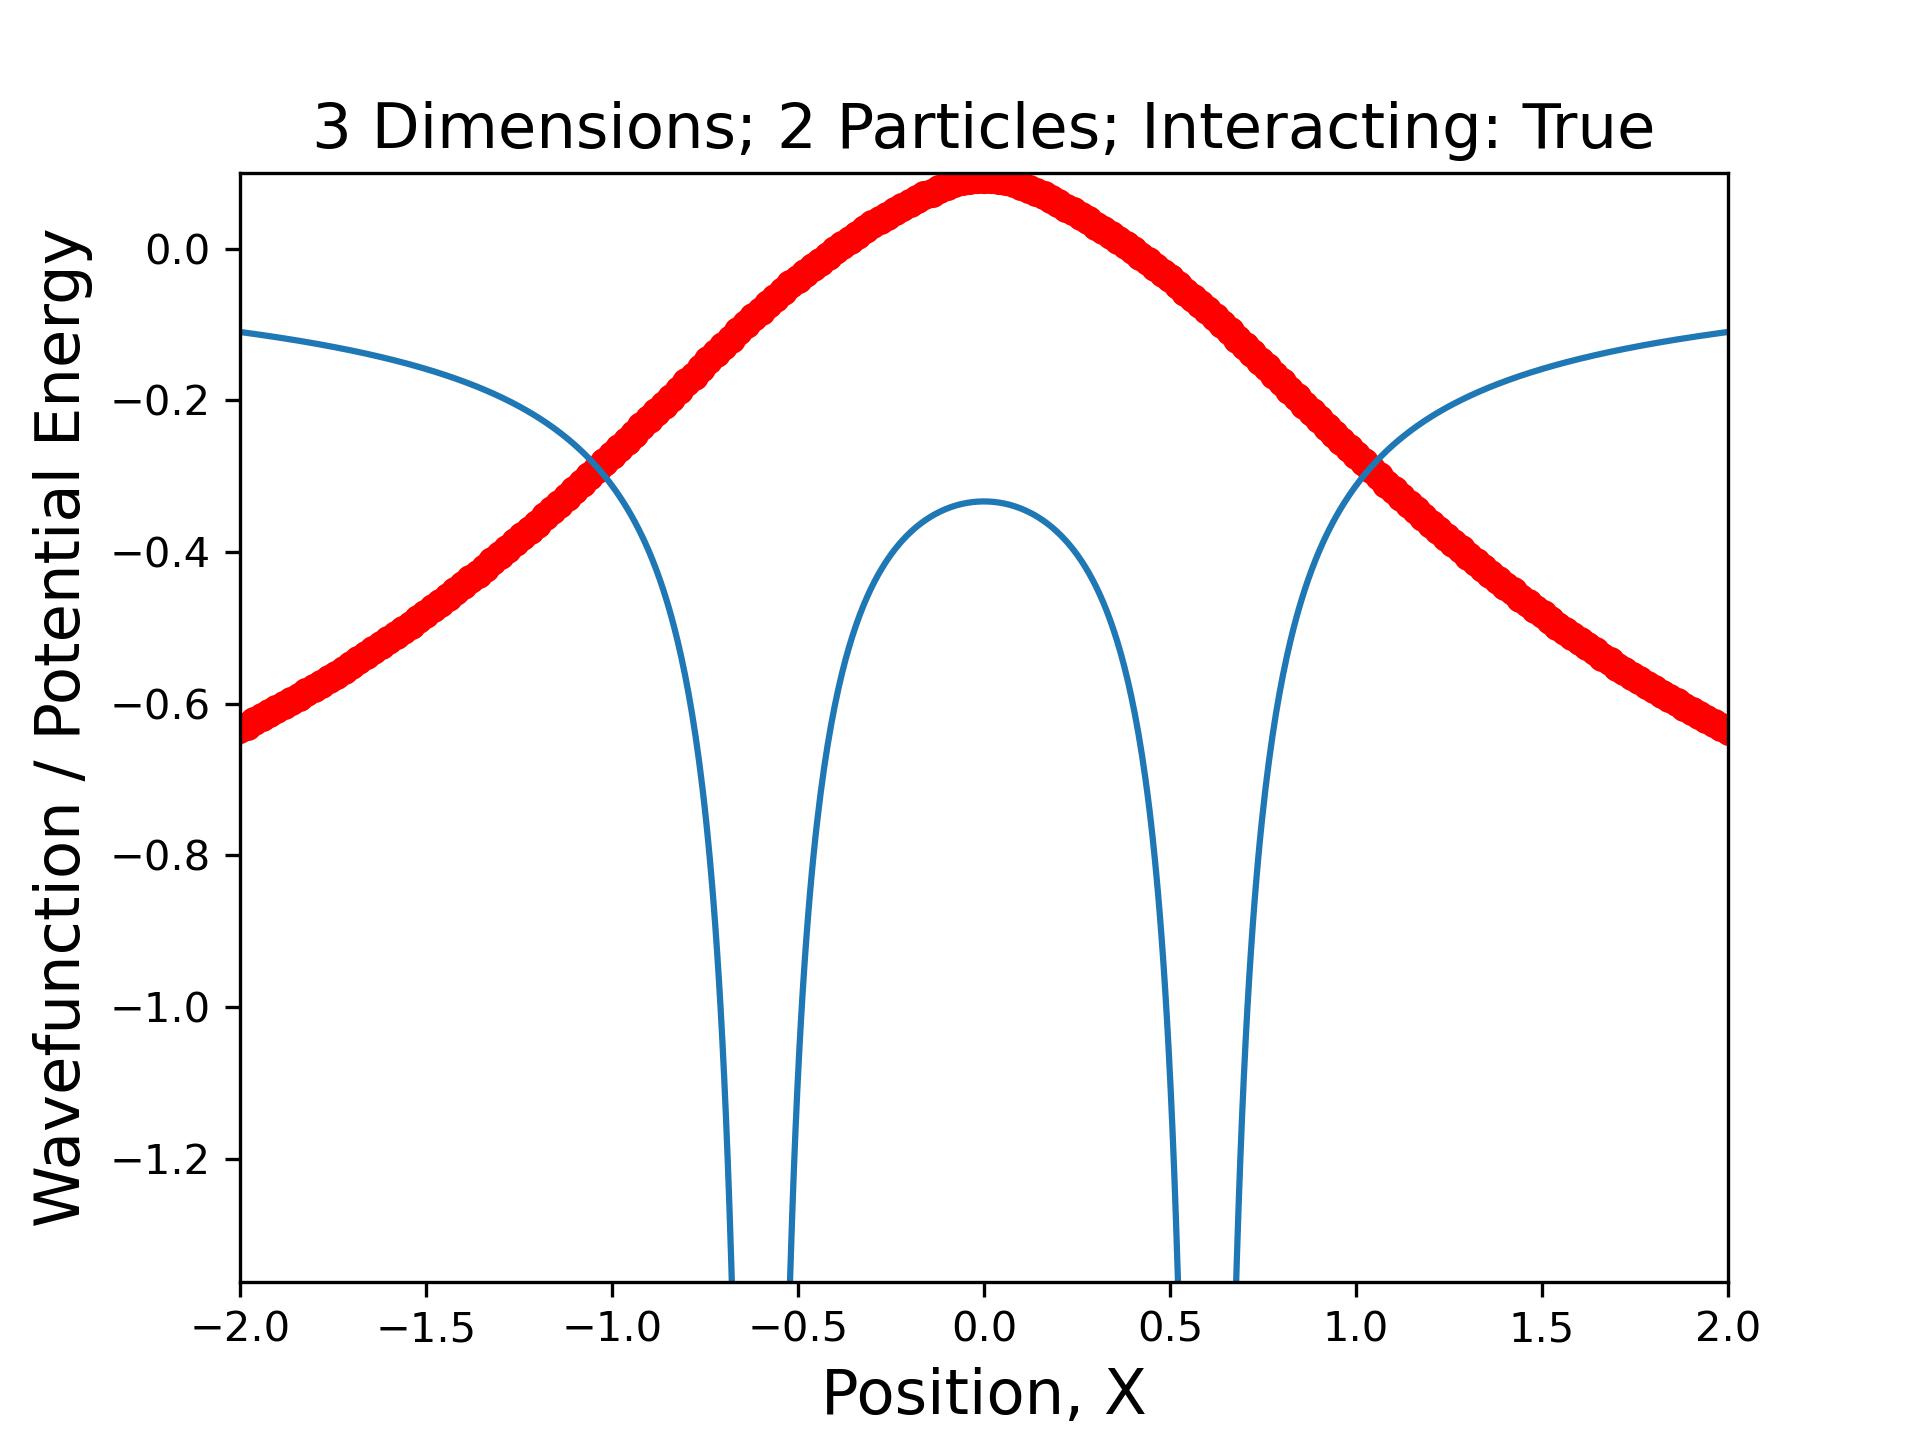 3 Dimensions; 2 Particles; Interacting: True
Wavefunction / Potential Energy
0.0
−0.2
−0.4
−0.6
−0.8
−1.0
−1.2
−2.0 −1.5 −1.0 −0.5 0.0 0.5 1.0 1.5 2.0
Position, X